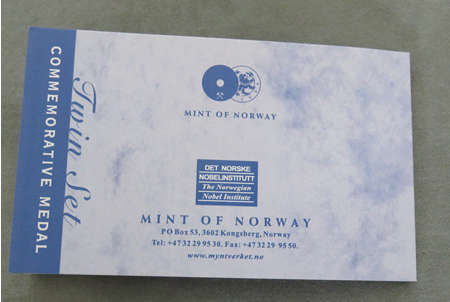 COMMEMORATIVE MEDAL
Twin Set
MINT OF NORWAY
DET NORSKE
NOBELINSTITUTT
The Norwegian
Nobel Institute
MINT OF NORWAY
PO Box 53, 3602 Kongsberg, Norway
Tel: +47 32 29 95 30. Fax: +47 32 29 95 50.
www.myntverket.no